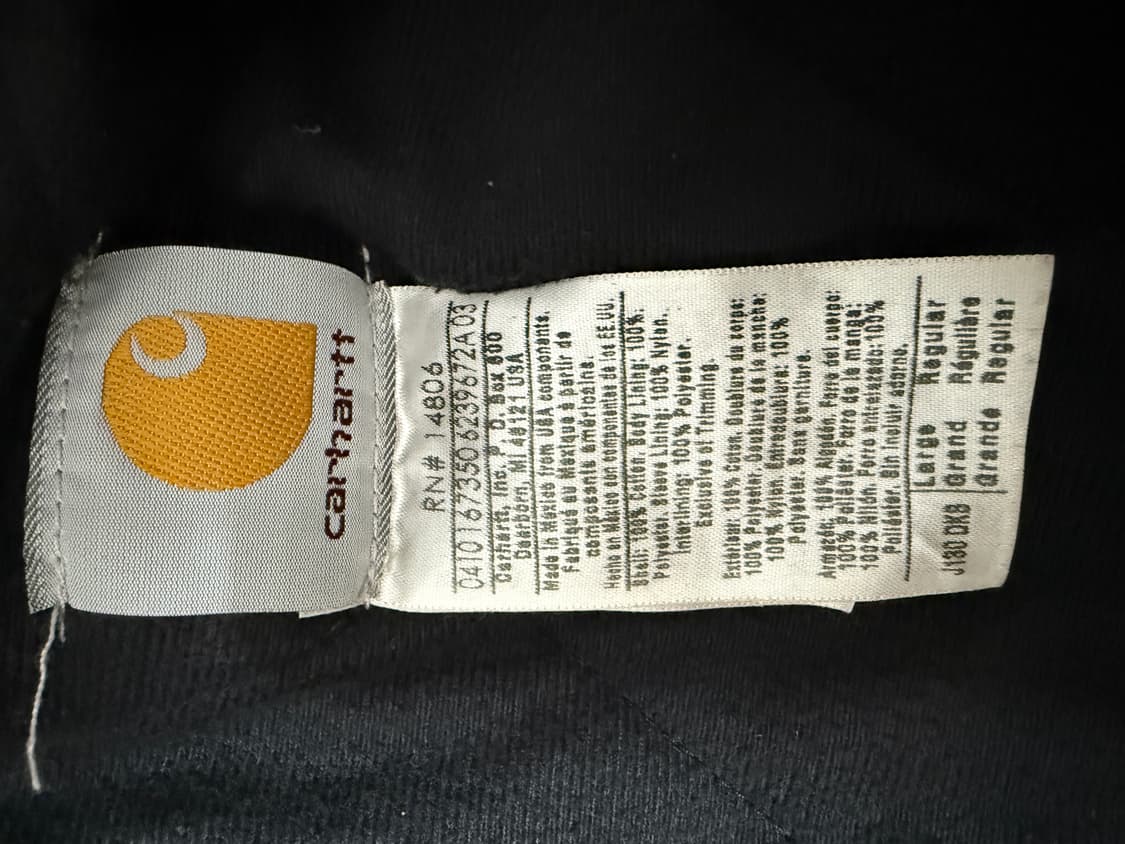 carhartt
RN# 14806
0410167350 6239672A 03
Carhartt, Inc. P. O. Box 600
Dearborn, MI 48121 USA
Made in Mexico from USA components.
Fabriqué au Mexique à partir de
composants américains.
Hecho en México con componentes de los EE.UU.
Shell: 100% Cotton. Body Lining: 100%
Polyester. Sleeve Lining: 100% Nylon.
Interlining: 100% Polyester.
Exclusive of Trimming.
Extérieur: 100% Coton. Doublure du corps:
100% Polyester. Doublure de la manche:
100% Nylon. Entredoublure: 100%
Polyester. Sans garniture.
Armazón: 100% Algodón. Forro del cuerpo:
100% Poliéster. Forro de la manga:
100% Nilón. Forro entretejado: 100%
Poliéster. Sin incluir adorno.
Large Regular
J130 DKB Grand Régulière
Grande Regular